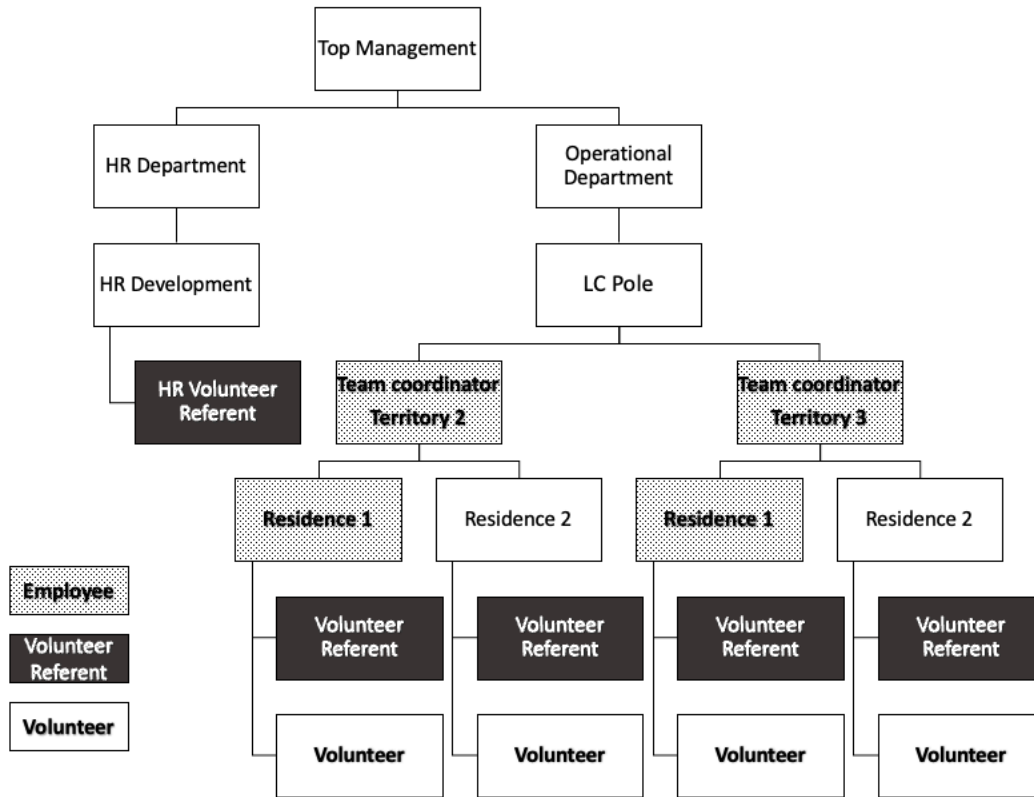 Top Management
HR Department
Operational
Department
HR Development
LC Pole
HR Volunteer
Referent
Team coordinator
Territory 2
Team coordinator
Territory 3
Residence 1
Residence 2
Residence 1
Residence 2
Employee
Volunteer
Referent
Volunteer
Volunteer
Referent
Volunteer
Referent
Volunteer
Referent
Volunteer
Referent
Volunteer
Volunteer
Volunteer
Volunteer